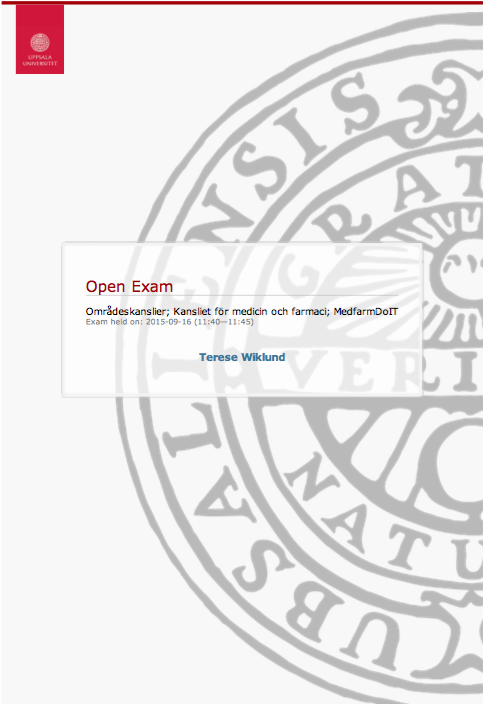 UPPSALA
UNIVERSITET
Open Exam
Områdeskanslier; Kansliet för medicin och farmaci; MedfarmDoIT
Exam held on: 2015-09-16 (11:40—11:45)
Terese Wiklund